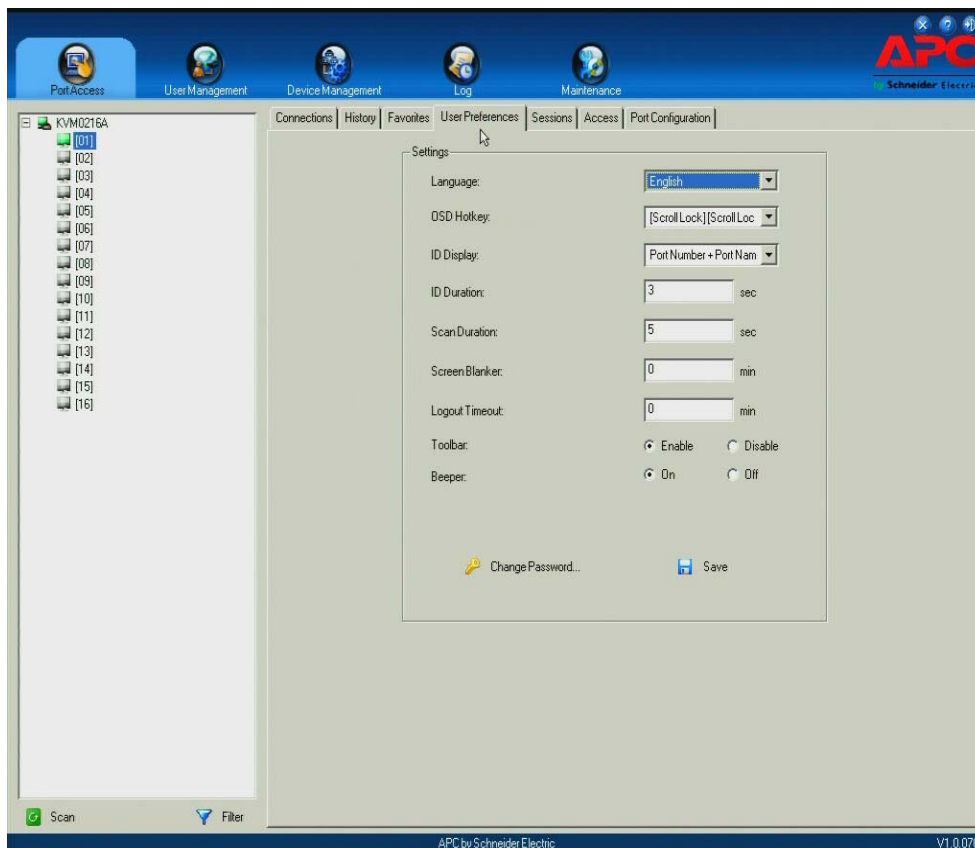 APC
by Schneider Electric
Port Access
User Management
Device Management
Log
Maintenance
KVM0216A
[01]
[02]
[03]
[04]
[05]
[06]
[07]
[08]
[09]
[10]
[11]
[12]
[13]
[14]
[15]
[16]
Scan
Filter
Connections
History
Favorites
User Preferences
Sessions
Access
Port Configuration
Settings
Language: English
OSD Hotkey: [Scroll Lock][Scroll Loc
ID Display: Port Number + Port Nam
ID Duration: 3 sec
Scan Duration: 5 sec
Screen Blanker: 0 min
Logout Timeout: 0 min
Toolbar: Enable Disable
Beeper: On Off
Change Password...
Save
APC by Schneider Electric